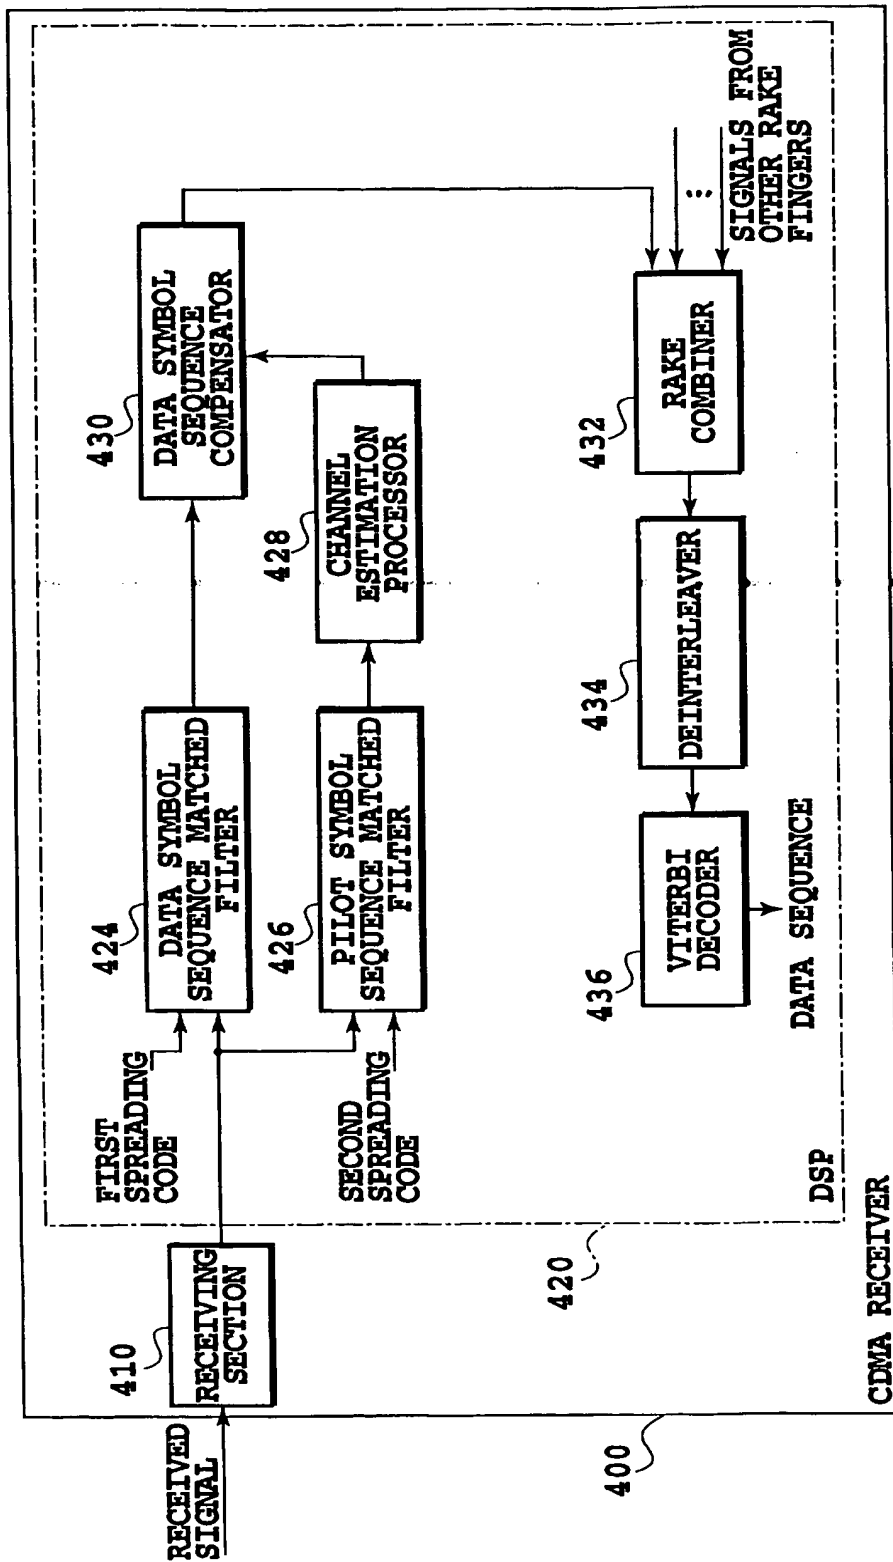 RECEIVED
SIGNAL
410
RECEIVING
SECTION
FIRST
SPREADING
CODE
424
DATA SYMBOL
SEQUENCE MATCHED
FILTER
430
DATA SYMBOL
SEQUENCE
COMPENSATOR
SECOND
SPREADING
CODE
426
PILOT SYMBOL
SEQUENCE MATCHED
FILTER
428
CHANNEL
ESTIMATION
PROCESSOR
436
VITERBI
DECODER
434
DEINTERLEAVER
432
RAKE
COMBINER
SIGNALS FROM
OTHER RAKE
FINGERS
DATA SEQUENCE
420
DSP
400
CDMA RECEIVER